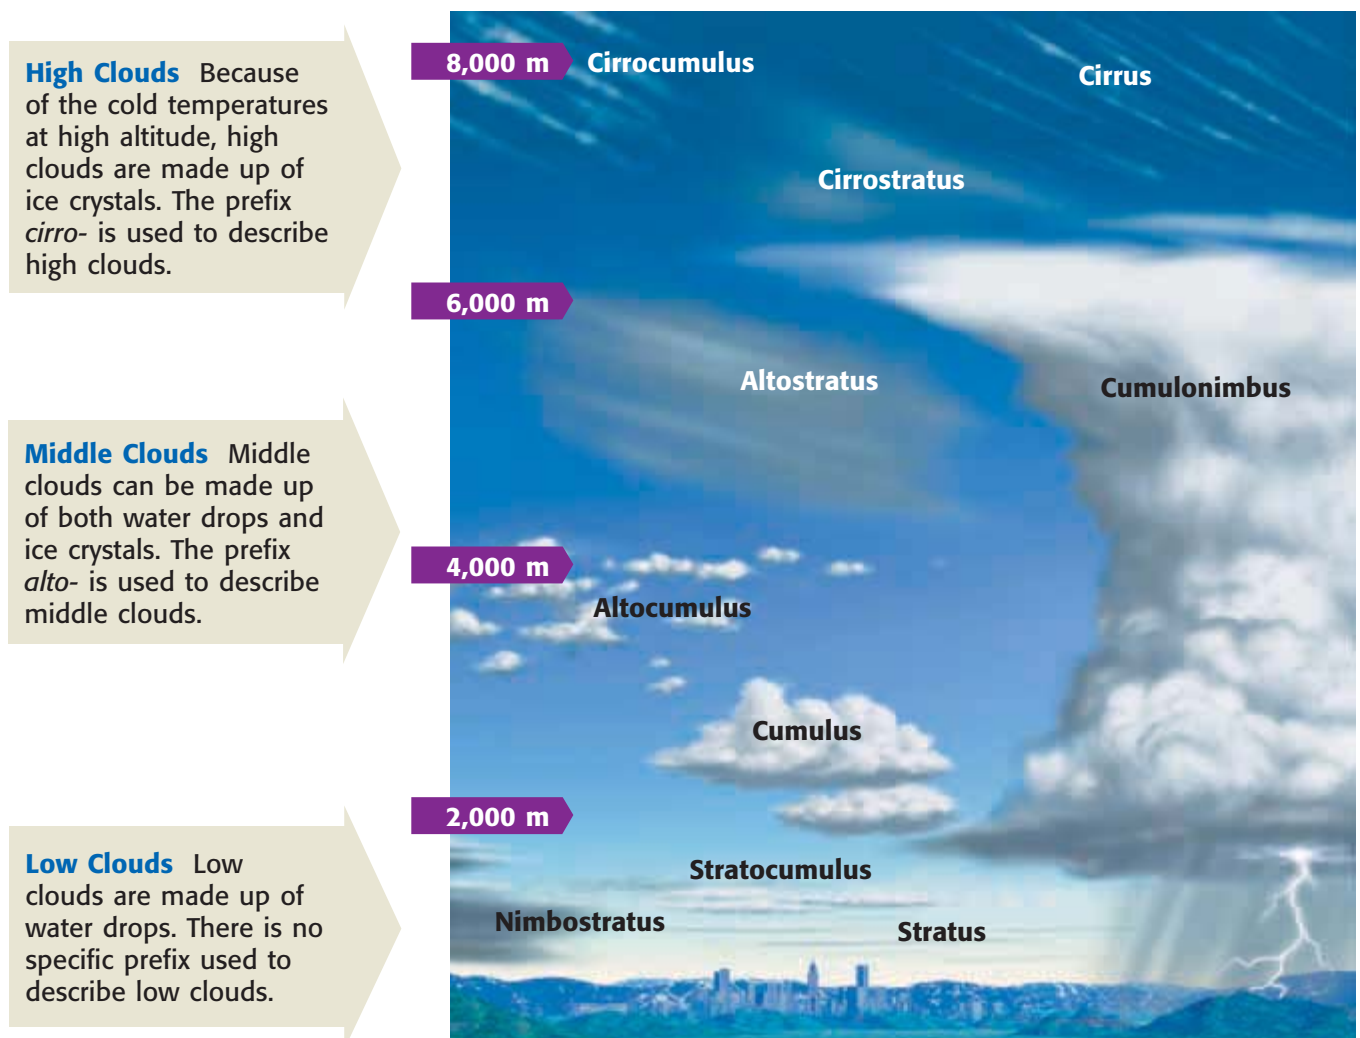 High Clouds Because
of the cold temperatures
at high altitude, high
clouds are made up of
ice crystals. The prefix
cirro- is used to describe
high clouds.
Middle Clouds Middle
clouds can be made up
of both water drops and
ice crystals. The prefix
alto- is used to describe
middle clouds.
Low Clouds Low
clouds are made up of
water drops. There is no
specific prefix used to
describe low clouds.
8,000 m
Cirrocumulus
Cirrus
Cirrostratus
6,000 m
Altostratus
Cumulonimbus
4,000 m
Altocumulus
Cumulus
2,000 m
Stratocumulus
Nimbostratus
Stratus